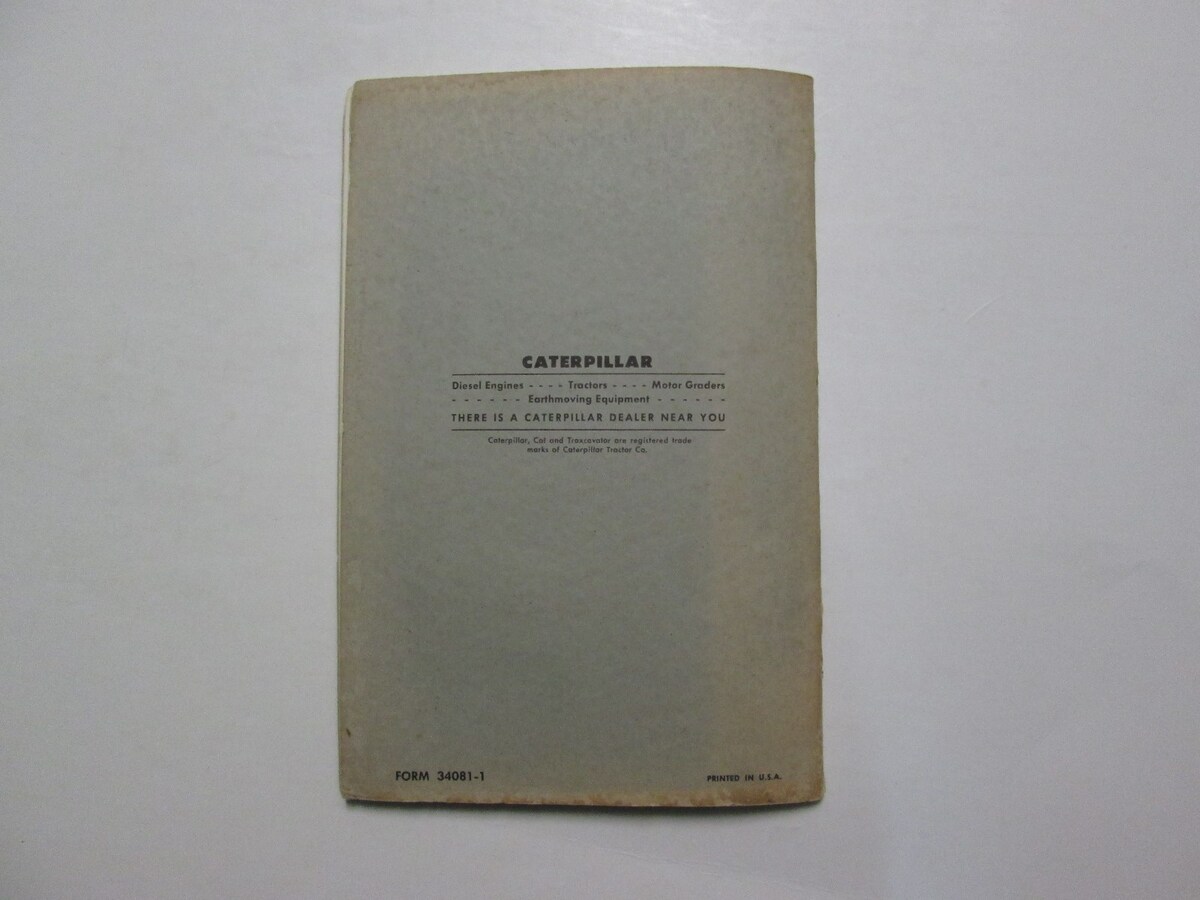 CATERPILLAR
Diesel Engines - - - - Tractors - - - - Motor Graders
- - - - - - Earthmoving Equipment - - - - - -
THERE IS A CATERPILLAR DEALER NEAR YOU
Caterpillar, Cat and Traxcavator are registered trade
marks of Caterpillar Tractor Co.
FORM 34081-1
PRINTED IN U.S.A.